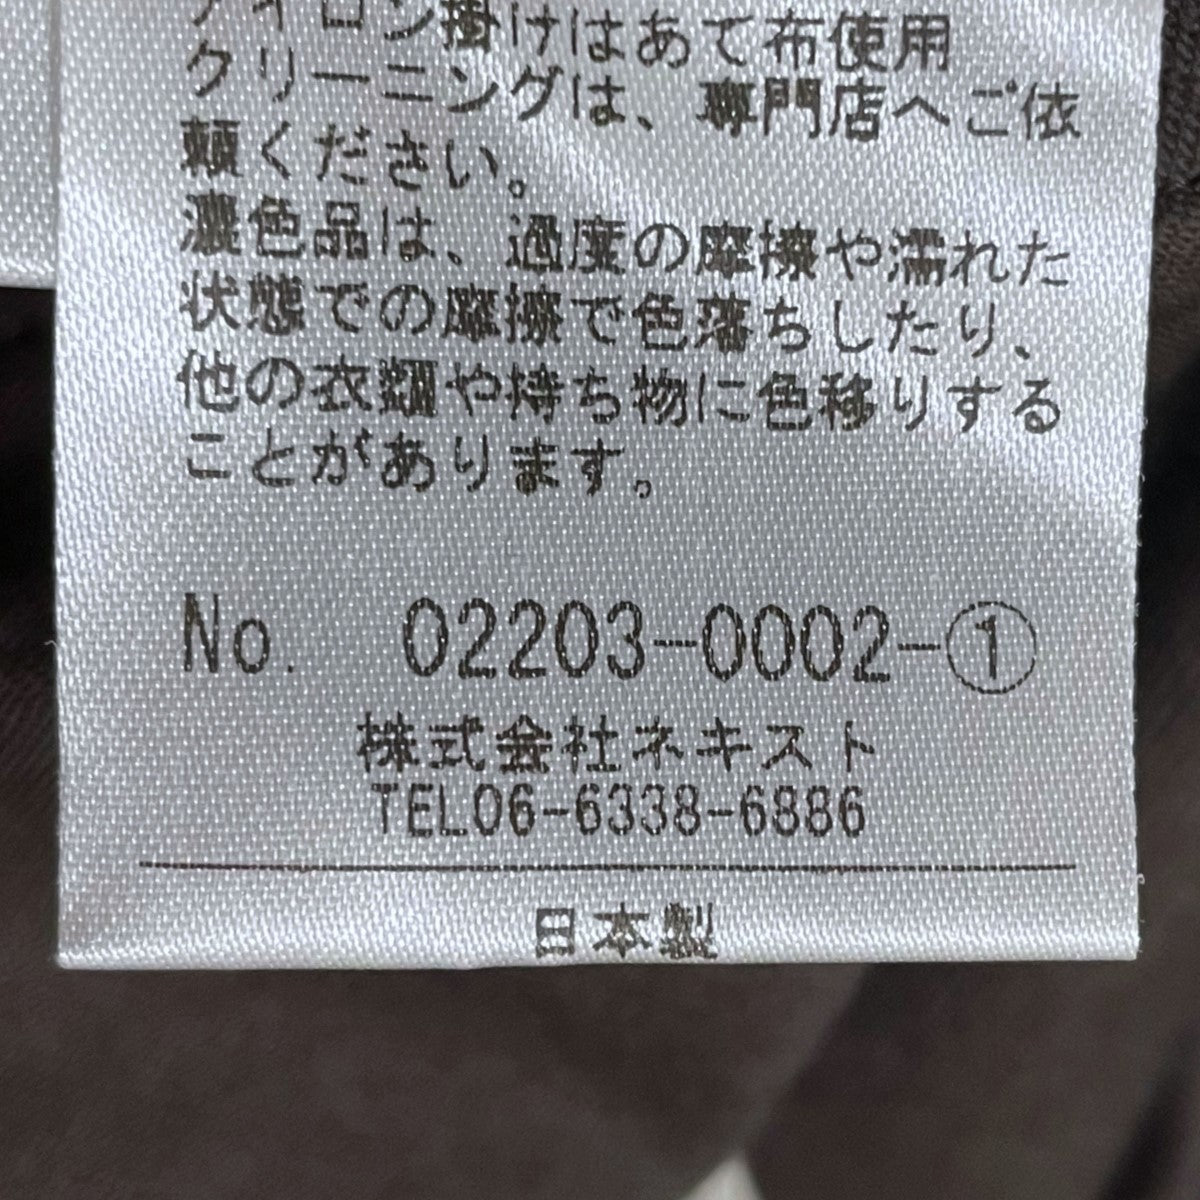 アイロン掛けはあて布使用
クリーニングは、専門店へご依
頼ください。
濃色品は、過度の摩擦や濡れた
状態での摩擦で色落ちしたり、
他の衣類や持ち物に色移りする
ことがあります。
No. 02203-0002-①
株式会社ネキスト
TEL06-6338-6886
日本製